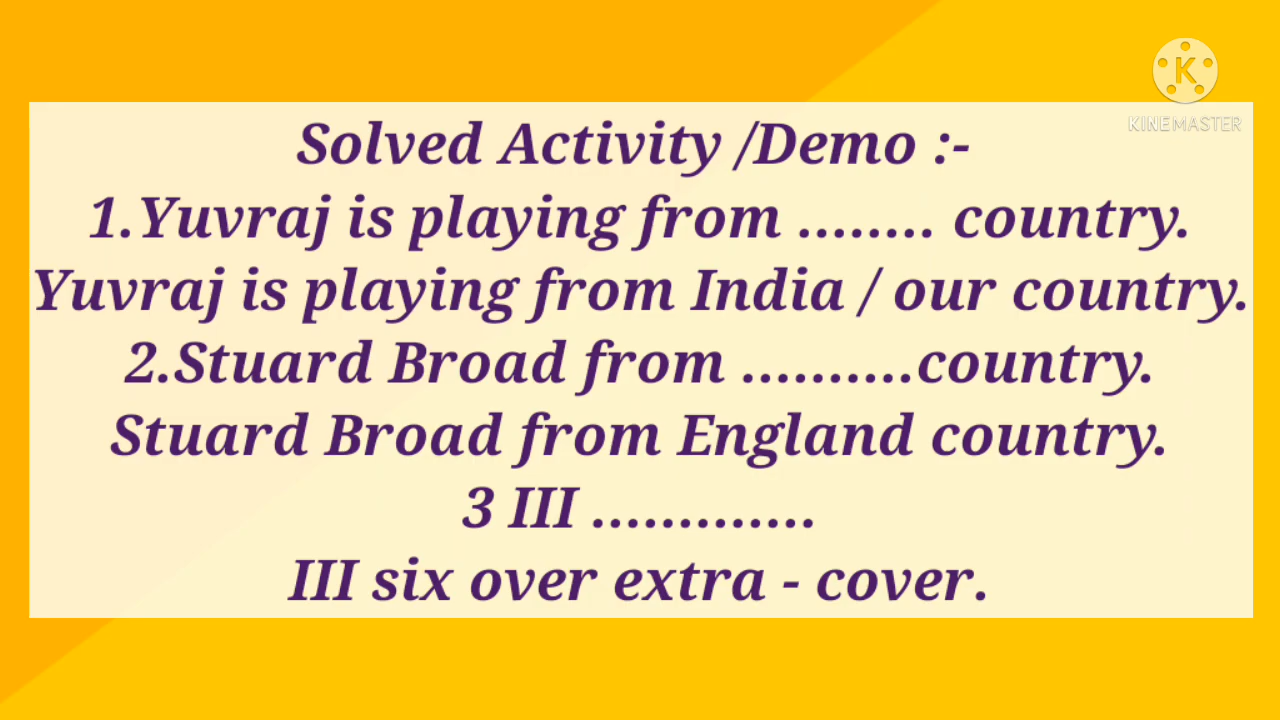 K
KINEMASTER
Solved Activity /Demo :-
1.Yuvraj is playing from ........ country.
Yuvraj is playing from India / our country.
2.Stuard Broad from ..........country.
Stuard Broad from England country.
3 III .............
III six over extra - cover.